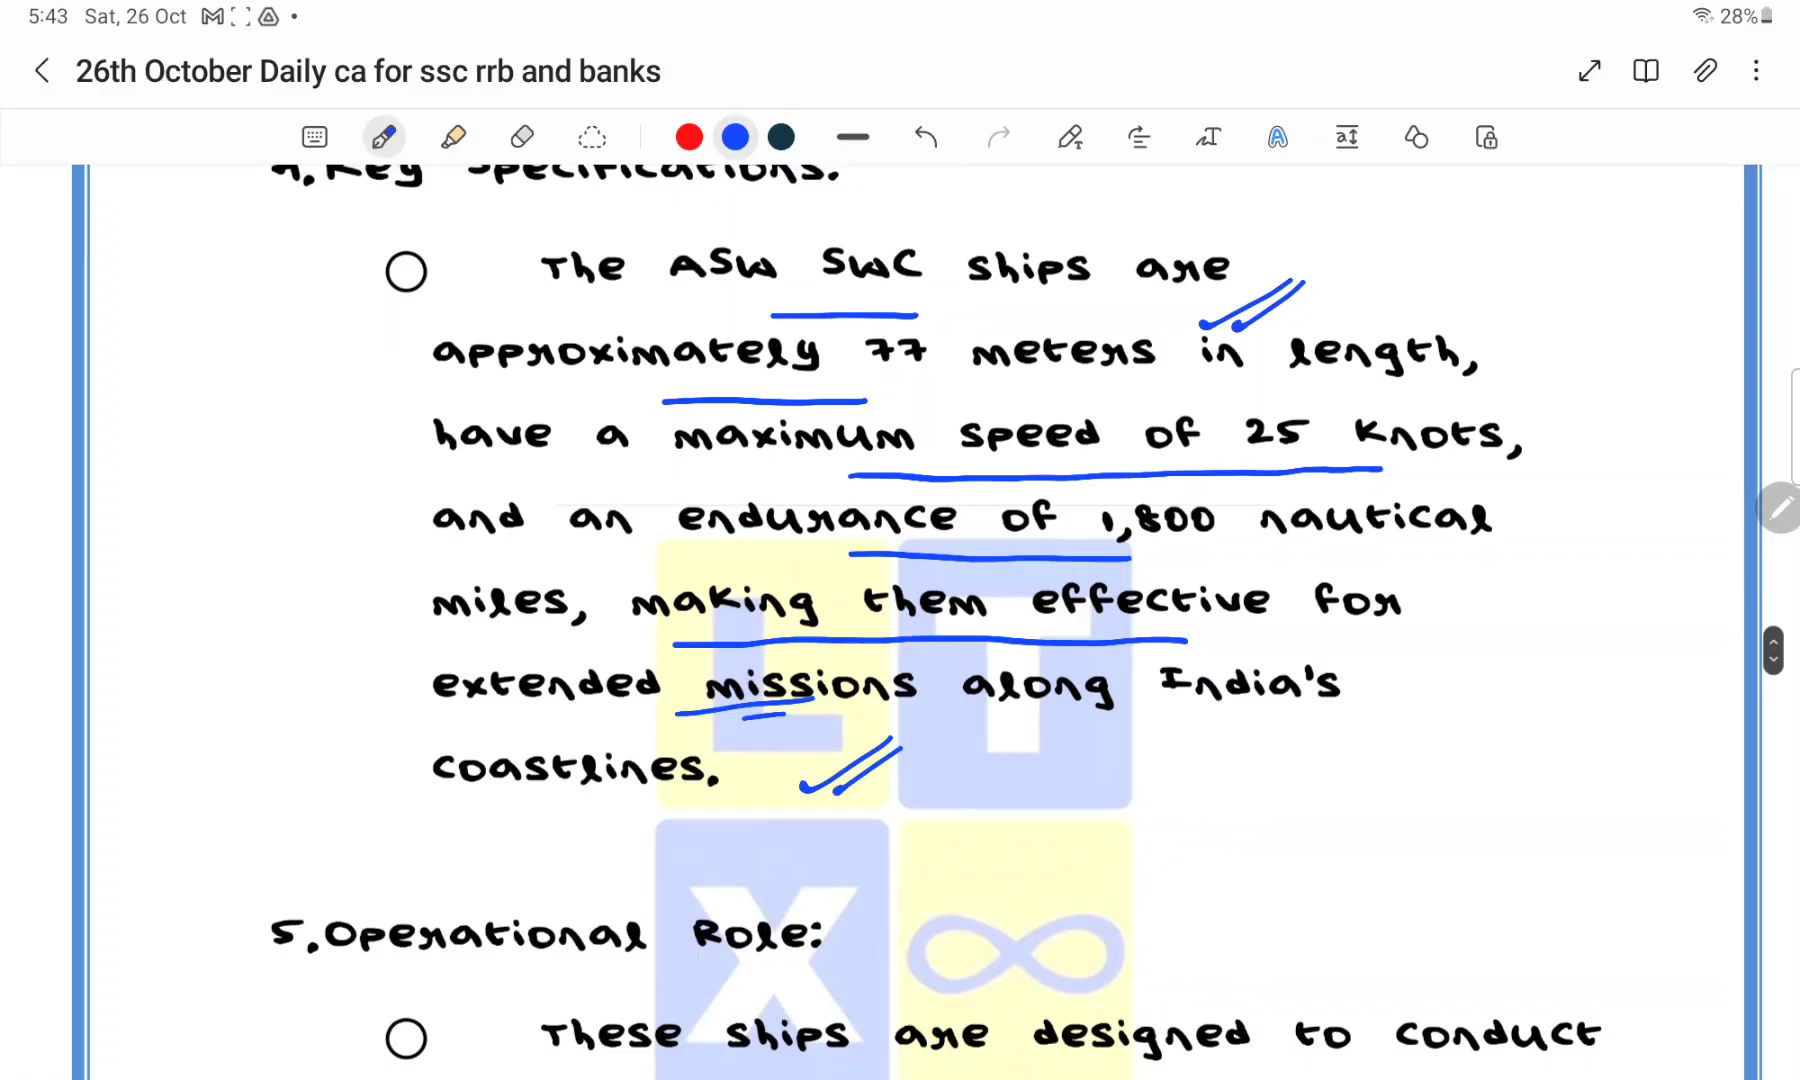 5:43 Sat, 26 Oct
28%
26th October Daily ca for ssc rrb and banks
4.Key Specifications:
The ASW SWC ships are
approximately 77 meters in length,
have a maximum speed of 25 knots,
and an endurance of 1,800 nautical
miles, making them effective for
extended missions along India's
coastlines.
5.Operational Role:
These ships are designed to conduct
L T
X ∞